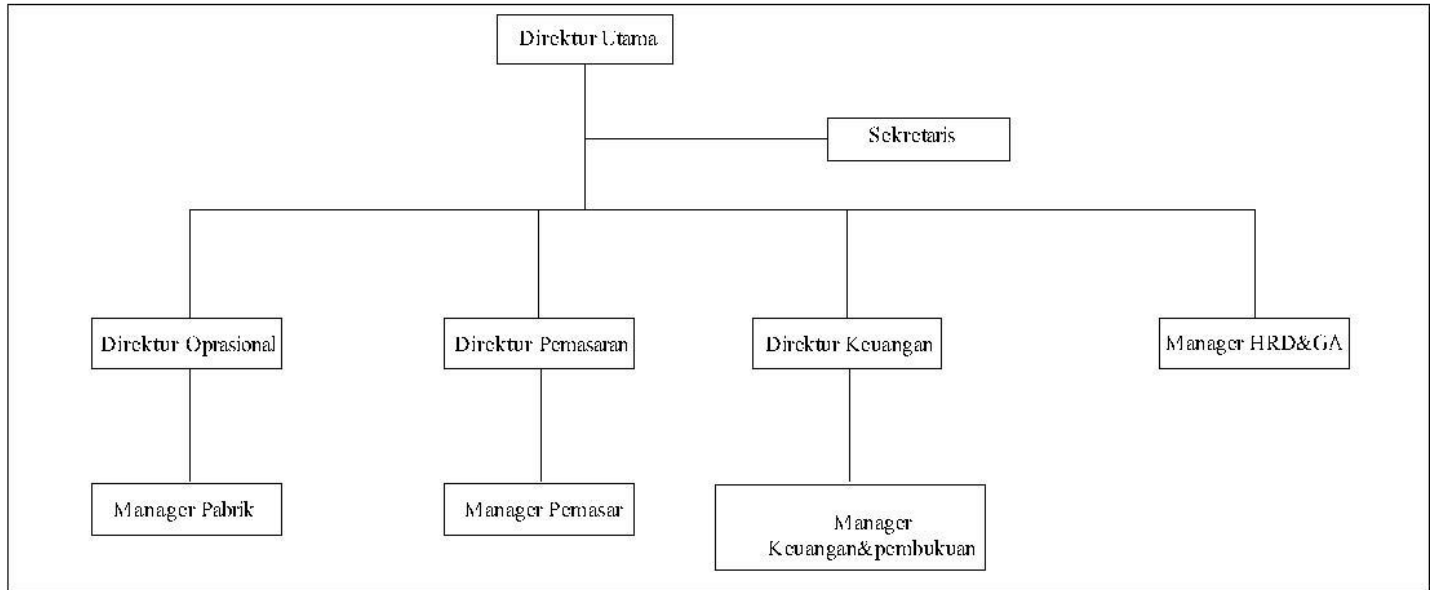 Direktur Utama
Sekretaris
Direktur Oprasional
Direktur Pemasaran
Direktur Keuangan
Manager HRD&GA
Manager Pabrik
Manager Pemasar
Manager
Keuangan&pembukuan